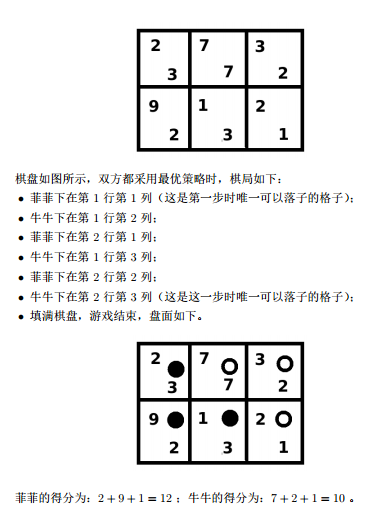 2 7 3
3 7 2
9 1 2
2 3 1
棋盘如图所示，双方都采用最优策略时，棋局如下：
● 菲菲下在第 1 行第 1 列（这是第一步时唯一可以落子的格子）；
● 牛牛下在第 1 行第 2 列；
● 菲菲下在第 2 行第 1 列；
● 牛牛下在第 1 行第 3 列；
● 菲菲下在第 2 行第 2 列；
● 牛牛下在第 2 行第 3 列（这是这一步时唯一可以落子的格子）；
● 填满棋盘，游戏结束，盘面如下。
2 7 3
3 7 2
9 1 2
2 3 1
菲菲的得分为：2 + 9 + 1 = 12 ；牛牛的得分为：7 + 2 + 1 = 10 。